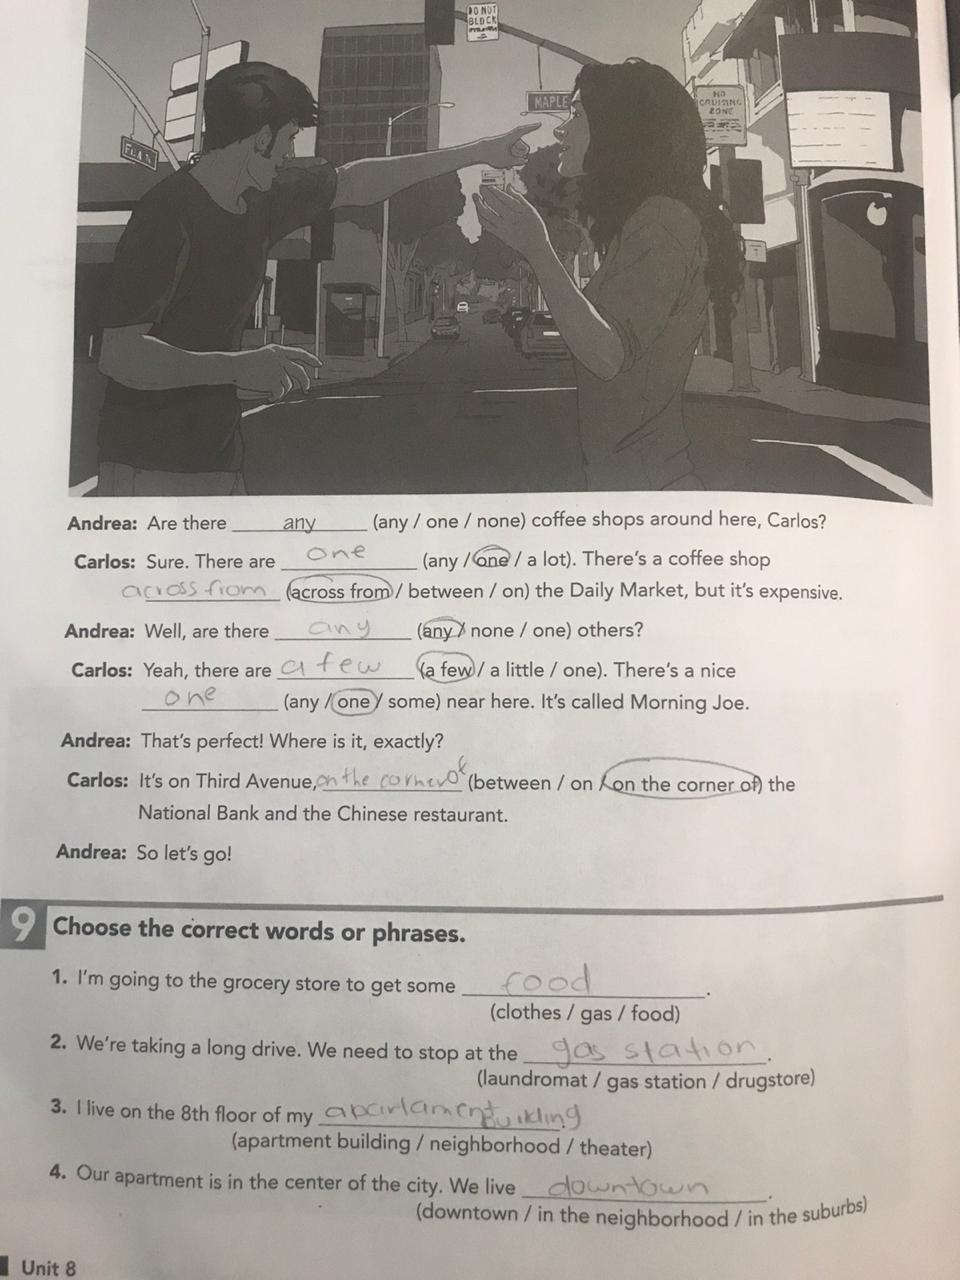 DO NOT
BLOCK
MAPLE
NO
CRUISING
ZONE
Andrea: Are there any (any / one / none) coffee shops around here, Carlos?
Carlos: Sure. There are one (any / one / a lot). There's a coffee shop
across from (across from / between / on) the Daily Market, but it's expensive.
Andrea: Well, are there any (any / none / one) others?
Carlos: Yeah, there are a few (a few / a little / one). There's a nice
one (any / one / some) near here. It's called Morning Joe.
Andrea: That's perfect! Where is it, exactly?
Carlos: It's on Third Avenue, on the corner of (between / on / on the corner of) the
National Bank and the Chinese restaurant.
Andrea: So let's go!
9 Choose the correct words or phrases.
1. I'm going to the grocery store to get some food.
(clothes / gas / food)
2. We're taking a long drive. We need to stop at the gas station.
(laundromat / gas station / drugstore)
3. I live on the 8th floor of my building.
(apartment building / neighborhood / theater)
4. Our apartment is in the center of the city. We live downtown.
(downtown / in the neighborhood / in the suburbs)
Unit 8